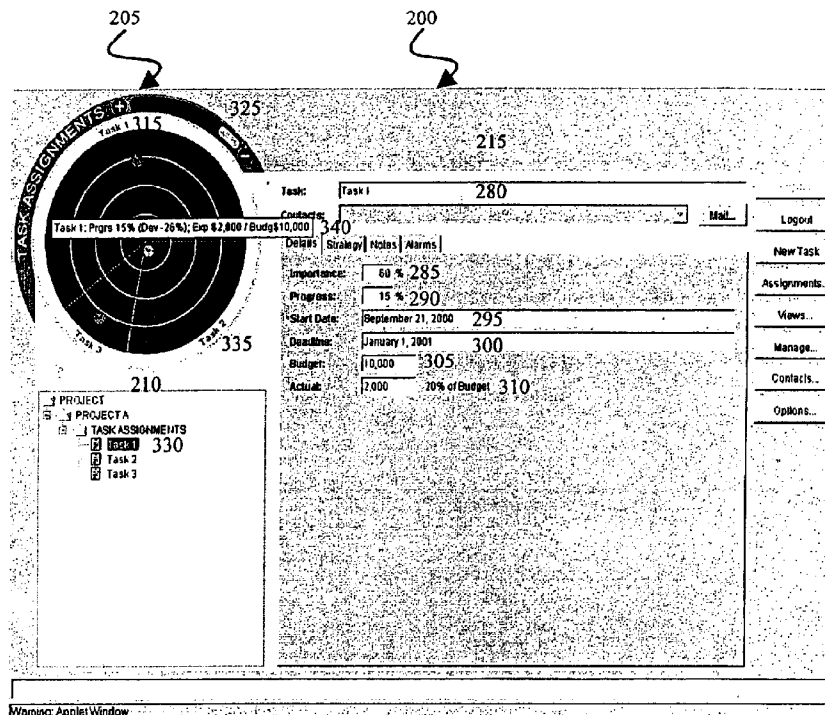 205
200
TASK ASSIGNMENTS
325
Task 1 315
215
Task: Task 1 280
Contacts: Mail...
Logout
Task 1: Prgrs 15% (Dev -26%); Exp $2,000 / Budg$10,000 340
Details Strategy Notes Alarms
New Task
Importance: 60 % 285
Assignments...
Progress: 15 % 290
Start Date: September 21, 2000 295
Views...
Task 3
Task 2
335
Deadline: January 1, 2001 300
Manage...
Budget: 10,000 305
210
Contacts...
Actual: 2,000 20% of Budget 310
PROJECT
Options...
PROJECT A
TASK ASSIGNMENTS
Task 1 330
Task 2
Task 3
Warning: Applet Window